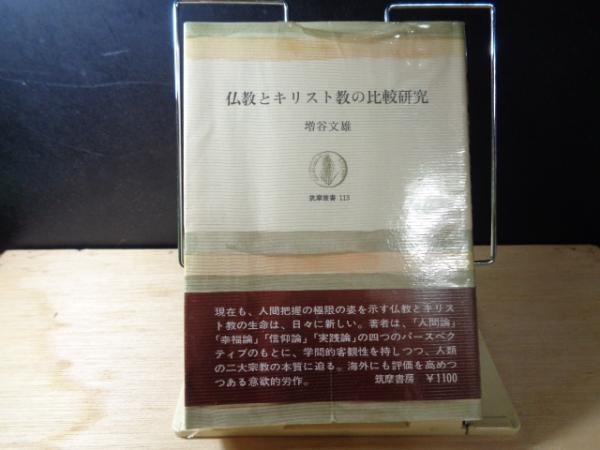 仏教とキリスト教の比較研究
増谷文雄
筑摩叢書 113
現在も、人間把握の極限の姿を示す仏教とキリス
ト教の生命は、日々に新しい。著者は、「人間論」
「幸福論」「信仰論」「実践論」の四つのパースペク
ティブのもとに、学問的客観性を持しつつ、人類
の二大宗教の本質に迫る。海外にも評価を高めつ
つある意欲的労作。 筑摩書房 ¥1100